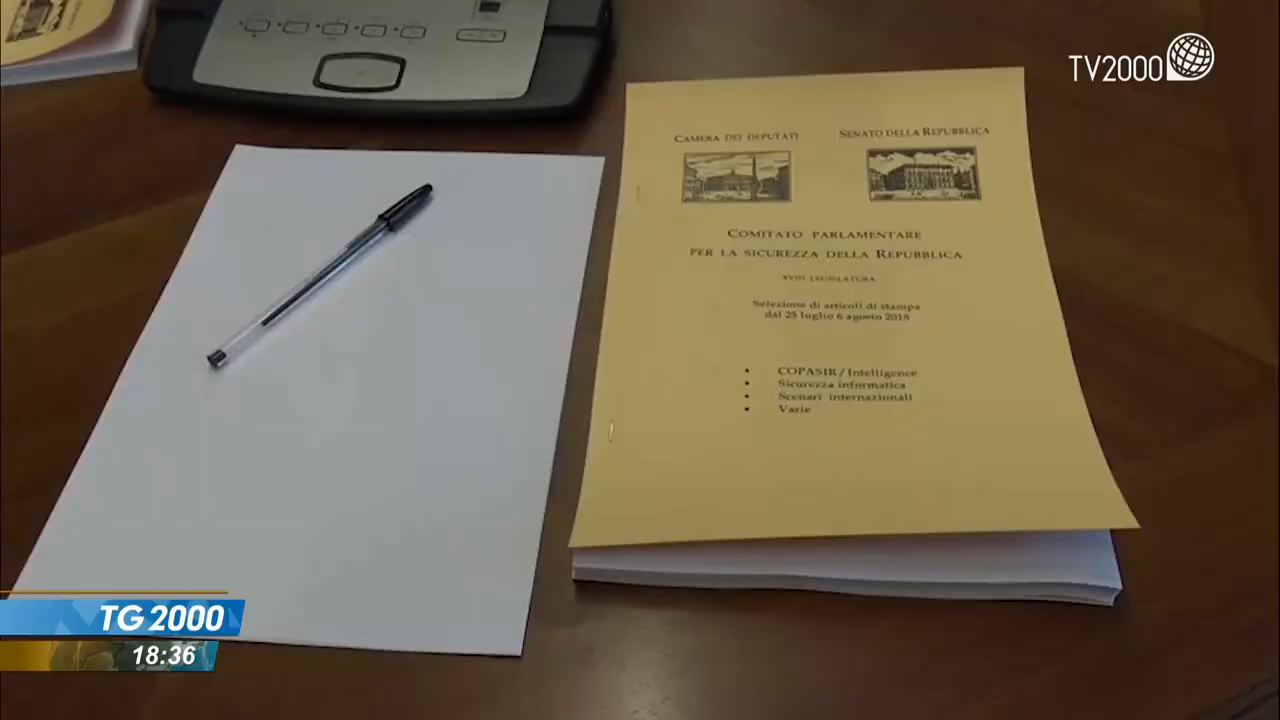 TV2000
CAMERA DEI DEPUTATI
SENATO DELLA REPUBBLICA
COMITATO PARLAMENTARE
PER LA SICUREZZA DELLA REPUBBLICA
XVIII LEGISLATURA
Selezione di articoli di stampa
dal 25 luglio 6 agosto 2018
• COPASIR / Intelligence
• Sicurezza informatica
• Scenari internazionali
• Varie
TG 2000
18:36